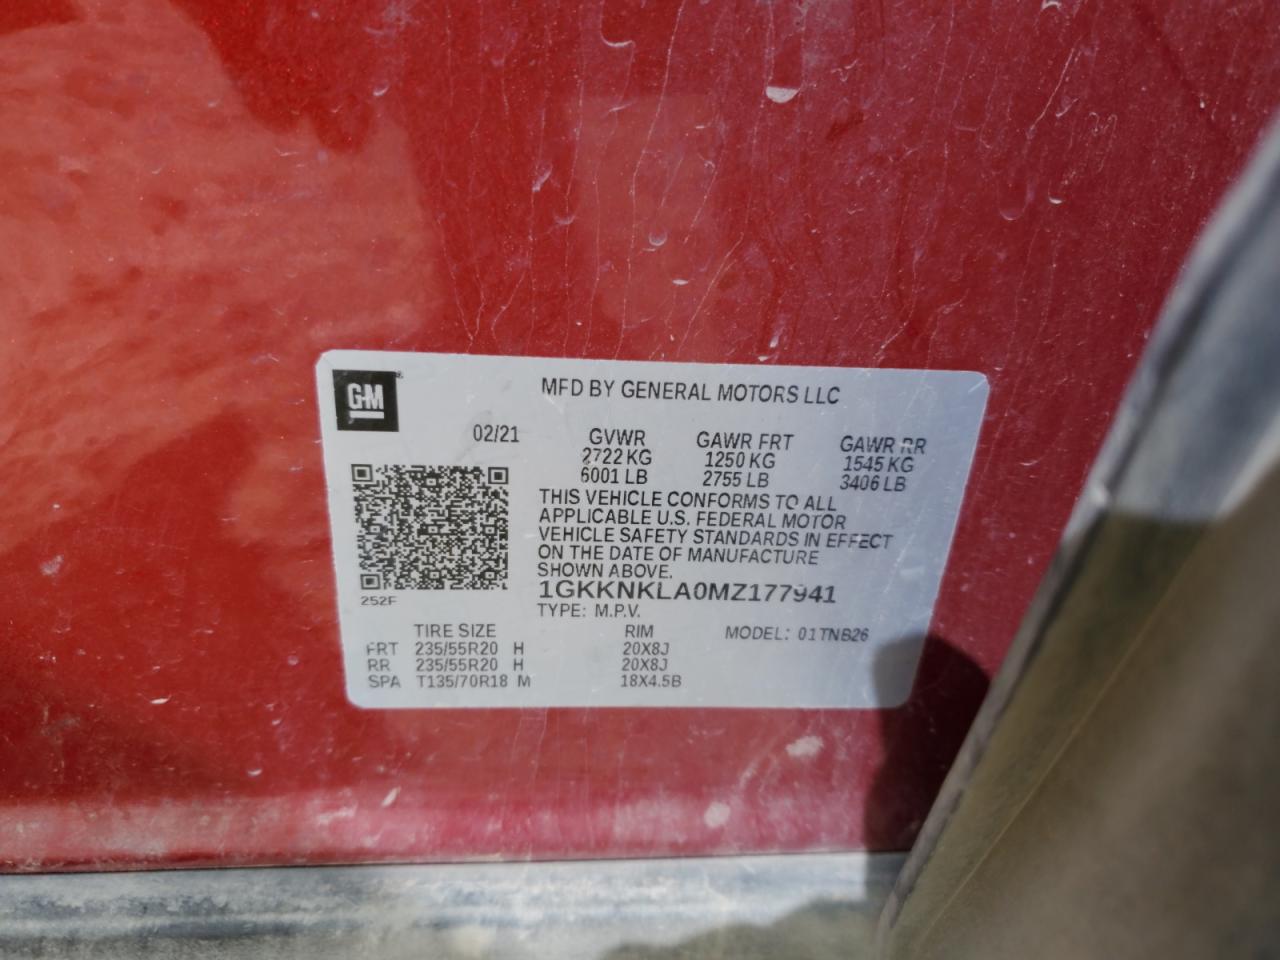 GM
MFD BY GENERAL MOTORS LLC
02/21 GVWR GAWR FRT GAWR RR
2722 KG 1250 KG 1545 KG
6001 LB 2755 LB 3406 LB
THIS VEHICLE CONFORMS TO ALL
APPLICABLE U.S. FEDERAL MOTOR
VEHICLE SAFETY STANDARDS IN EFFECT
ON THE DATE OF MANUFACTURE
SHOWN ABOVE.
1GKKNKLA0MZ177941
252F
TYPE: M.P.V.
TIRE SIZE RIM MODEL: 01TNB26
FRT 235/55R20 H 20X8J
RR 235/55R20 H 20X8J
SPA T135/70R18 M 18X4.5B